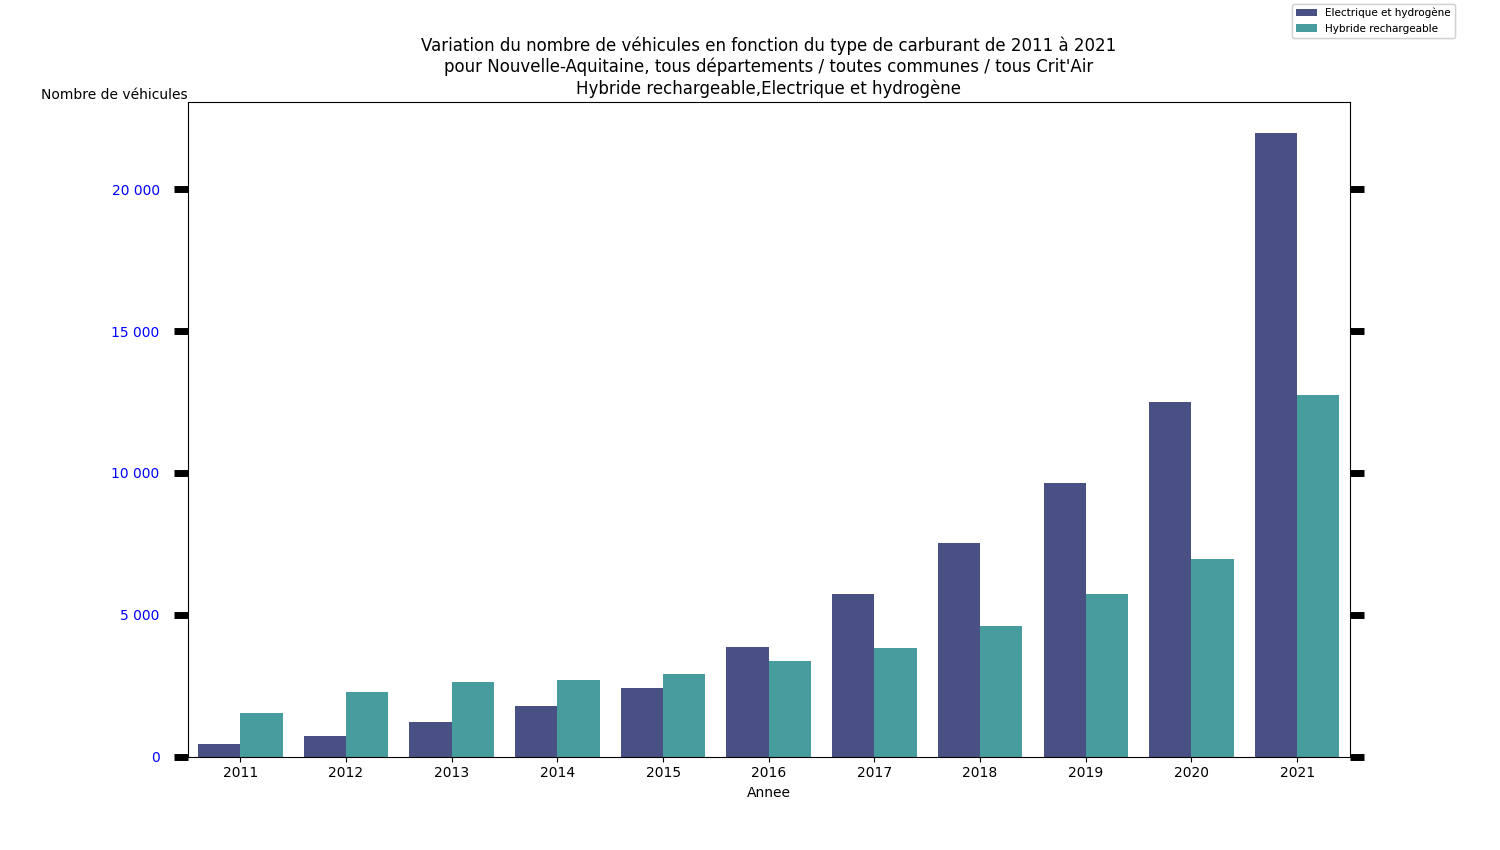 Electrique et hydrogène
Hybride rechargeable
Variation du nombre de véhicules en fonction du type de carburant de 2011 à 2021
pour Nouvelle-Aquitaine, tous départements / toutes communes / tous Crit'Air
Hybride rechargeable,Electrique et hydrogène
Nombre de véhicules
20 000
15 000
10 000
5 000
0
2011 2012 2013 2014 2015 2016 2017 2018 2019 2020 2021
Annee